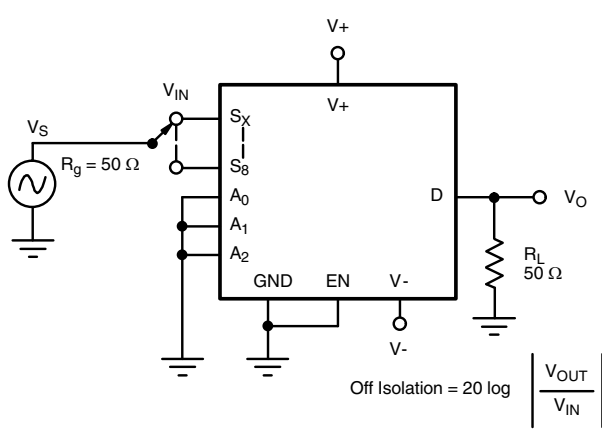 V+
V+
VIN
VS
Rg = 50 Ω
SX
S8
A0
A1
A2
D
VO
RL
50 Ω
GND EN V-
V-
Off Isolation = 20 log
VOUT
VIN